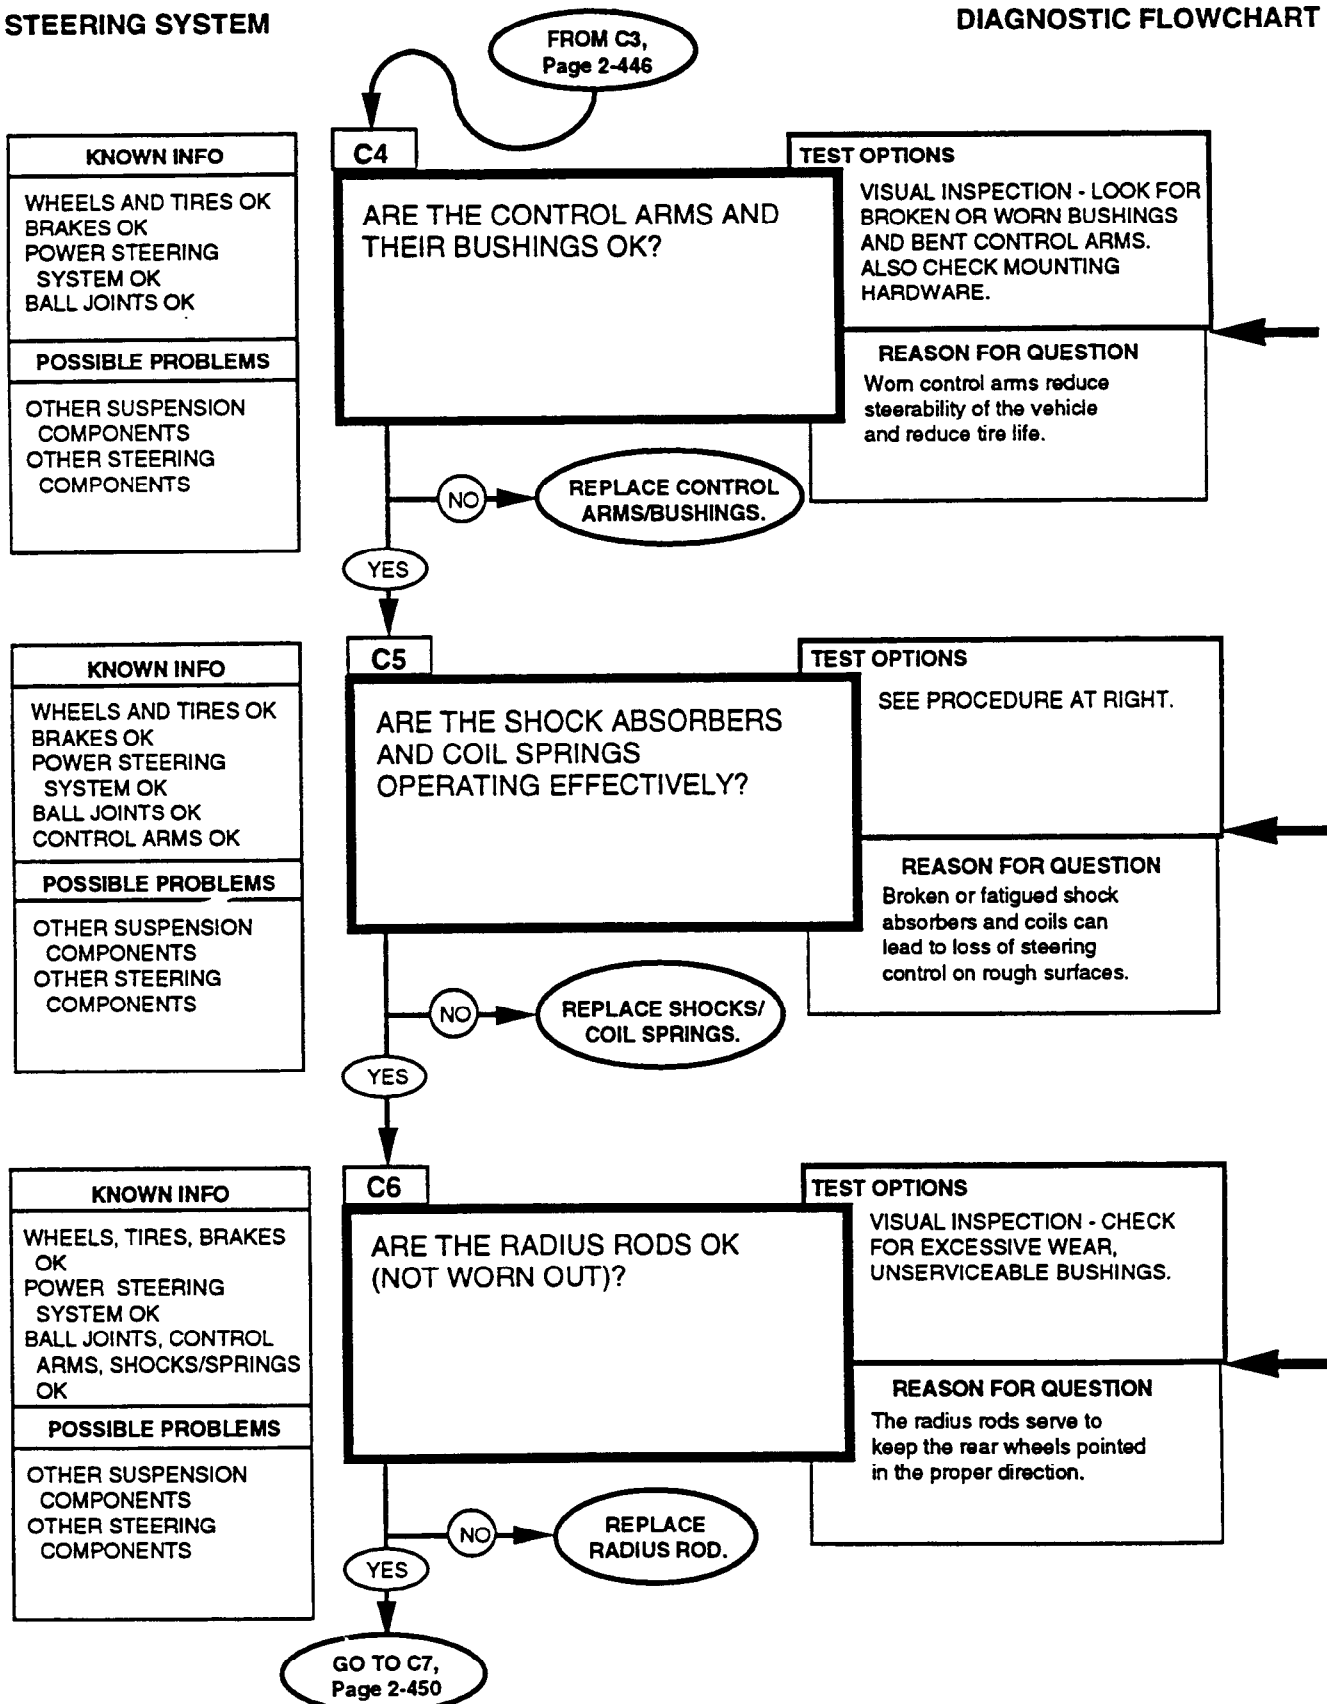 STEERING SYSTEM
DIAGNOSTIC FLOWCHART
FROM C3,
Page 2-446
KNOWN INFO
WHEELS AND TIRES OK
BRAKES OK
POWER STEERING
SYSTEM OK
BALL JOINTS OK
POSSIBLE PROBLEMS
OTHER SUSPENSION
COMPONENTS
OTHER STEERING
COMPONENTS
C4
ARE THE CONTROL ARMS AND
THEIR BUSHINGS OK?
TEST OPTIONS
VISUAL INSPECTION - LOOK FOR
BROKEN OR WORN BUSHINGS
AND BENT CONTROL ARMS.
ALSO CHECK MOUNTING
HARDWARE.
REASON FOR QUESTION
Worn control arms reduce
steerability of the vehicle
and reduce tire life.
NO
REPLACE CONTROL
ARMS/BUSHINGS.
YES
KNOWN INFO
WHEELS AND TIRES OK
BRAKES OK
POWER STEERING
SYSTEM OK
BALL JOINTS OK
CONTROL ARMS OK
POSSIBLE PROBLEMS
OTHER SUSPENSION
COMPONENTS
OTHER STEERING
COMPONENTS
C5
ARE THE SHOCK ABSORBERS
AND COIL SPRINGS
OPERATING EFFECTIVELY?
TEST OPTIONS
SEE PROCEDURE AT RIGHT.
REASON FOR QUESTION
Broken or fatigued shock
absorbers and coils can
lead to loss of steering
control on rough surfaces.
NO
REPLACE SHOCKS/
COIL SPRINGS.
YES
KNOWN INFO
WHEELS, TIRES, BRAKES
OK
POWER STEERING
SYSTEM OK
BALL JOINTS, CONTROL
ARMS, SHOCKS/SPRINGS
OK
POSSIBLE PROBLEMS
OTHER SUSPENSION
COMPONENTS
OTHER STEERING
COMPONENTS
C6
ARE THE RADIUS RODS OK
(NOT WORN OUT)?
TEST OPTIONS
VISUAL INSPECTION - CHECK
FOR EXCESSIVE WEAR,
UNSERVICEABLE BUSHINGS.
REASON FOR QUESTION
The radius rods serve to
keep the rear wheels pointed
in the proper direction.
NO
REPLACE
RADIUS ROD.
YES
GO TO C7,
Page 2-450